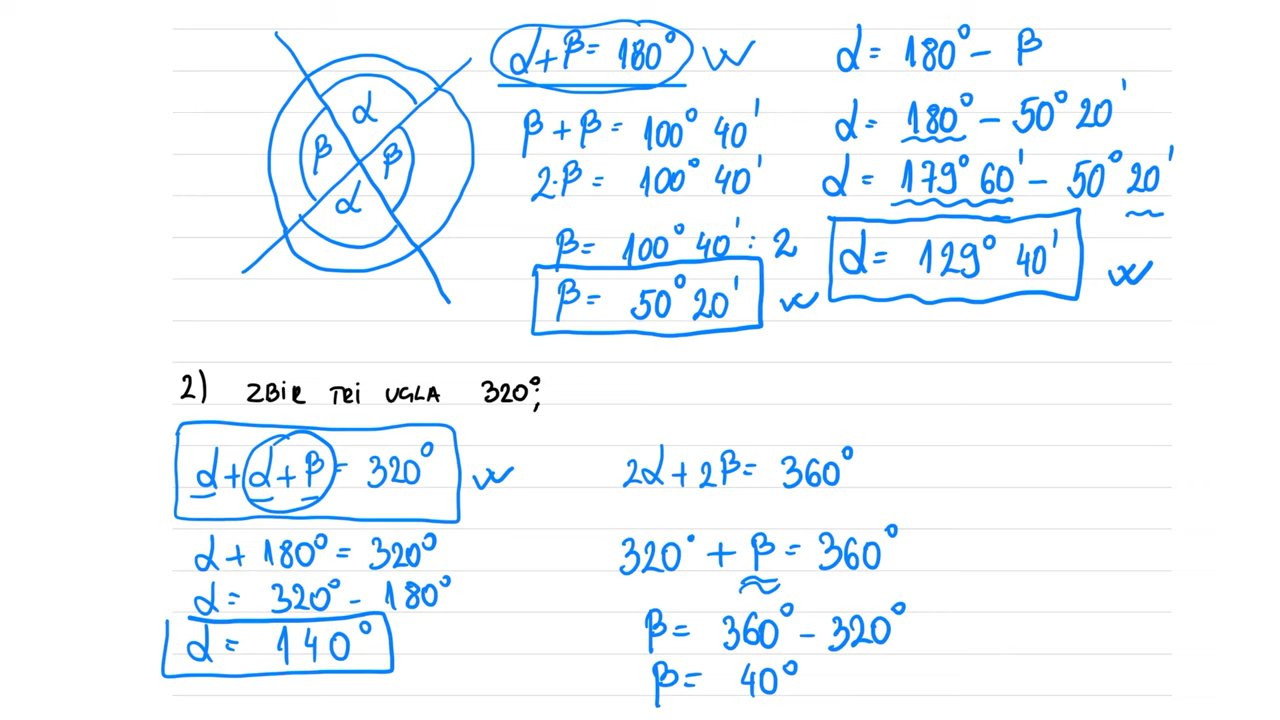 α
β
β
α
α+β= 180°
β+β= 100° 40'
2·β= 100° 40'
β= 100° 40' : 2
β= 50° 20'
α= 180° - β
α= 180° - 50° 20'
α= 179° 60' - 50° 20'
α= 129° 40'
2) ZBIR TRI UGLA 320°;
α+α+β= 320°
α+180°= 320°
α= 320° - 180°
α= 140°
2α+2β= 360°
320° + β= 360°
β= 360° - 320°
β= 40°